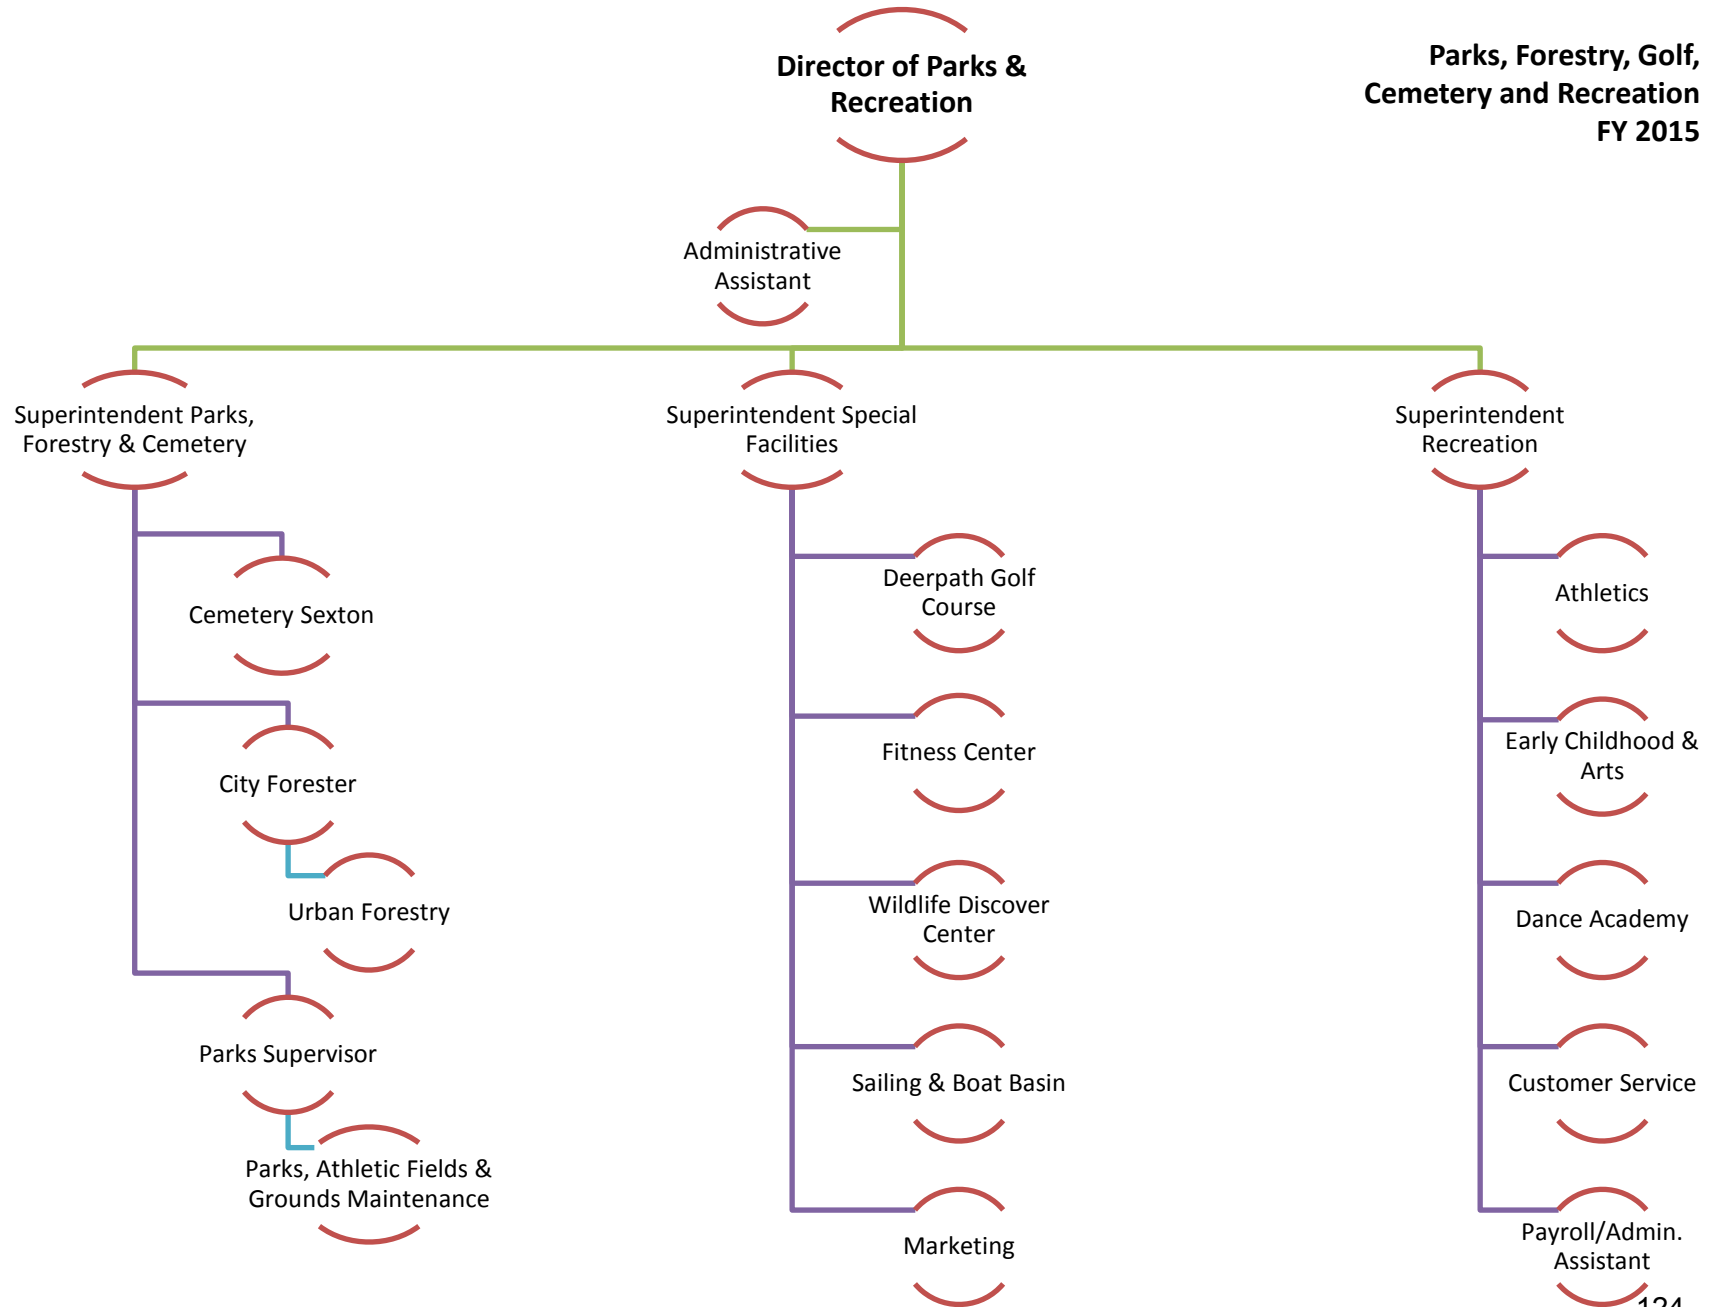 Director of Parks &
Recreation
Parks, Forestry, Golf,
Cemetery and Recreation
FY 2015
Administrative
Assistant
Superintendent Parks,
Forestry & Cemetery
Cemetery Sexton
City Forester
Urban Forestry
Parks Supervisor
Parks, Athletic Fields &
Grounds Maintenance
Superintendent Special
Facilities
Deerpath Golf
Course
Fitness Center
Wildlife Discover
Center
Sailing & Boat Basin
Marketing
Superintendent
Recreation
Athletics
Early Childhood &
Arts
Dance Academy
Customer Service
Payroll/Admin.
Assistant
124